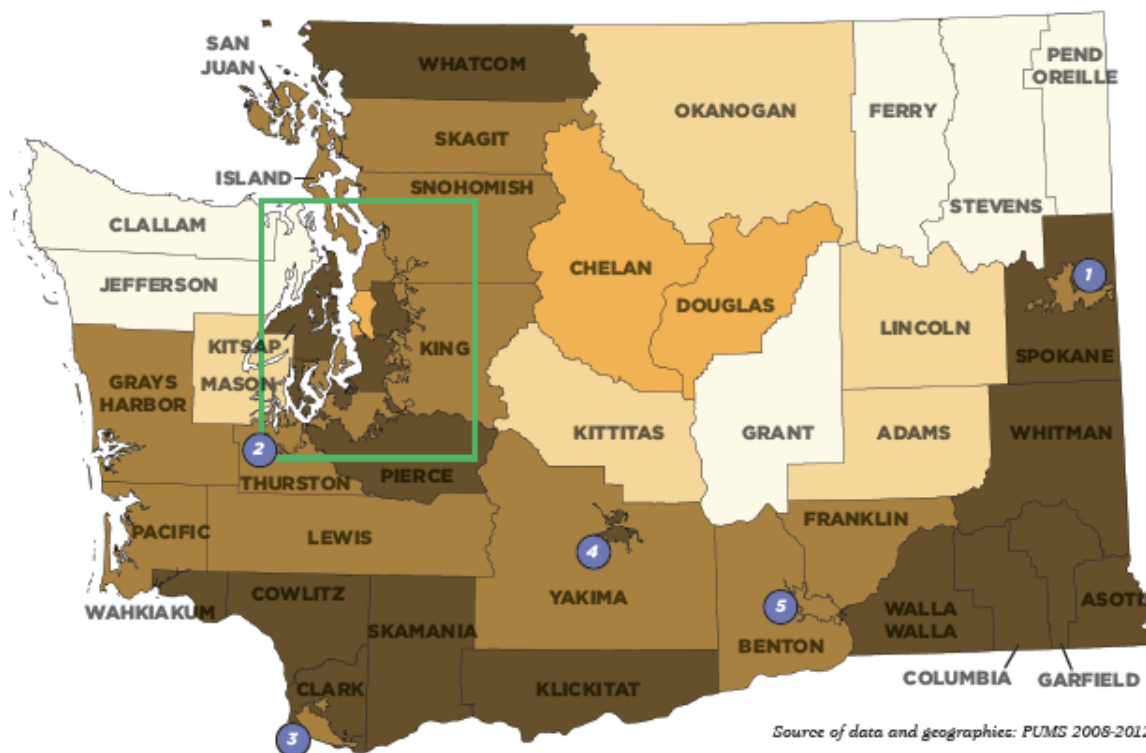 SAN
JUAN
WHATCOM
PEND
OREILLE
OKANOGAN
FERRY
SKAGIT
ISLAND
SNOHOMISH
STEVENS
CLALLAM
CHELAN
JEFFERSON
1
DOUGLAS
LINCOLN
KITSAP
KING
SPOKANE
MASON
GRAYS
HARBOR
KITTITAS
GRANT
ADAMS
WHITMAN
2
PIERCE
THURSTON
FRANKLIN
PACIFIC
LEWIS
4
COWLITZ
YAKIMA
5
WAHKIAKUM
WALLA
WALLA
ASOTI
SKAMANIA
BENTON
COLUMBIA
GARFIELD
CLARK
KLICKITAT
3
Source of data and geographies: PUMS 2008-201